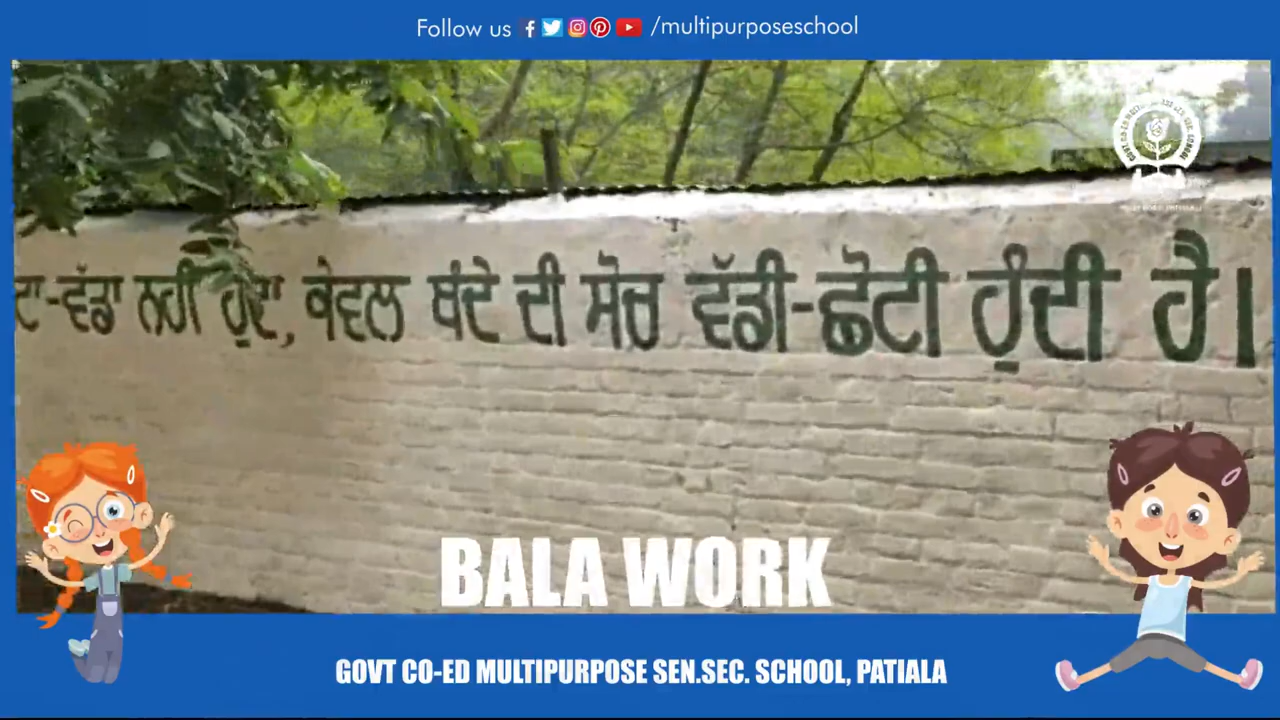 Follow us /multipurposeschool
ਟਾ-ਵੱਡਾ ਨਹੀਂ ਹੁੰਦਾ, ਕੇਵਲ ਬੰਦੇ ਦੀ ਸੋਚ ਵੱਡੀ-ਛੋਟੀ ਹੁੰਦੀ ਹੈ।
BALA WORK
GOVT CO-ED MULTIPURPOSE SEN.SEC. SCHOOL, PATIALA